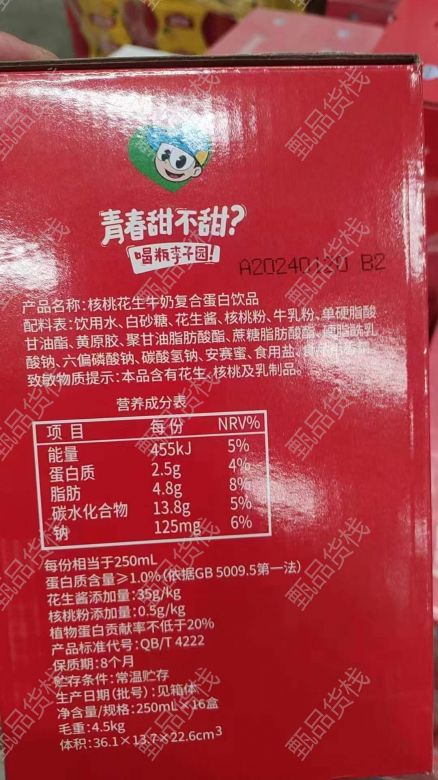 青春甜不甜?
喝瓶李子园!
A20240120 B2
产品名称:核桃花生牛奶复合蛋白饮品
配料表:饮用水、白砂糖、花生酱、核桃粉、牛乳粉、单硬脂酸
甘油酯、黄原胶、聚甘油脂肪酸酯、蔗糖脂肪酸酯、硬脂酰乳
酸钠、六偏磷酸钠、碳酸氢钠、安赛蜜、食用盐、
致敏物质提示:本品含有花生、核桃及乳制品。
营养成分表
项目 每份 NRV%
能量 455kJ 5%
蛋白质 2.5g 4%
脂肪 4.8g 8%
碳水化合物 13.8g 5%
钠 125mg 6%
每份相当于250mL
蛋白质含量≥1.0%(依据GB 5009.5第一法)
花生酱添加量:35g/kg
核桃粉添加量:0.5g/kg
植物蛋白贡献率不低于20%
产品标准代号:QB/T 4222
保质期:8个月
贮存条件:常温贮存
生产日期(批号):见箱体
净含量/规格:250mL×16盒
毛重:4.5kg
体积:36.1×13.7×22.6cm³
甄品货栈